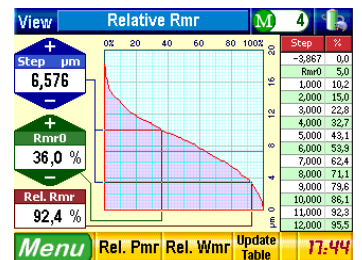 View Relative Rmr M 4)
+
Step µm
6,576
−
+
Rmr0
36,0 %
−
Rel. Rmr
92,4 %
0% 20 40 60 80 100%
20
16
12
8
4
0
µm
Step %
-3,867 0,0
Rmr0 5,0
1,000 10,2
2,000 15,0
3,000 22,8
4,000 32,7
5,000 43,1
6,000 53,9
7,000 62,4
8,000 71,1
9,000 79,6
10,000 86,1
11,000 92,3
12,000 95,5
Menu Rel. Pmr Rel. Wmr Update Table 17:44